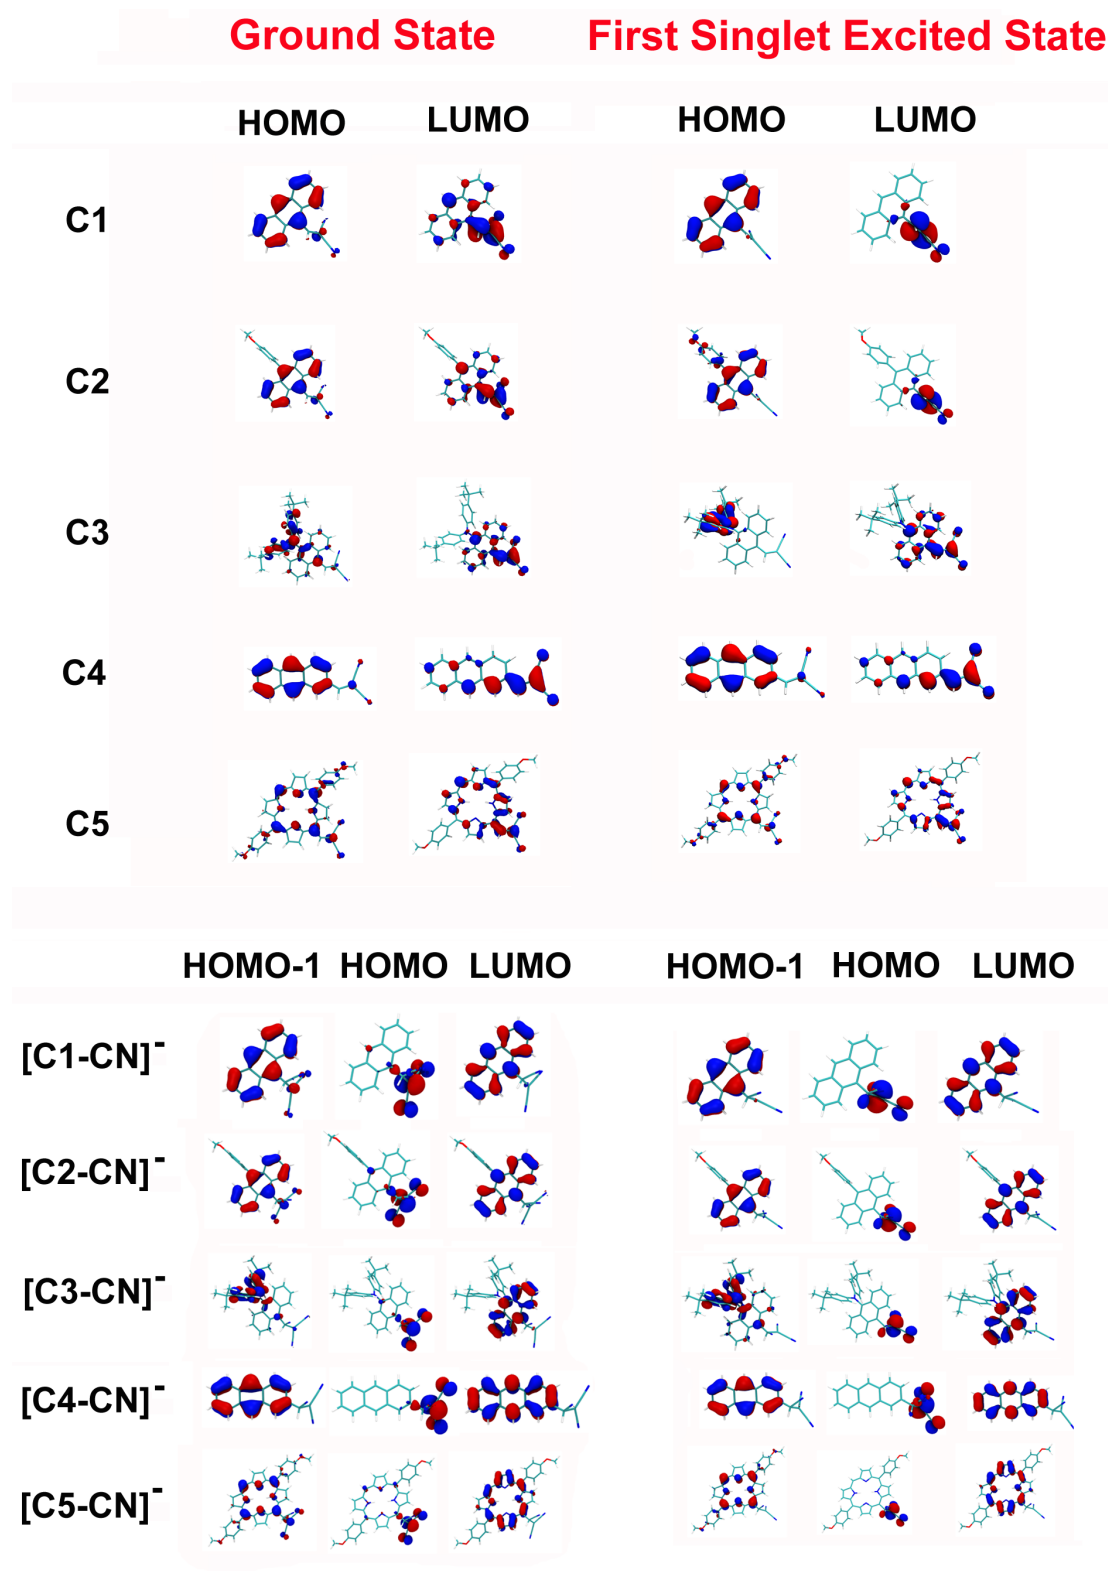 Ground State First Singlet Excited State
HOMO LUMO HOMO LUMO
C1
C2
C3
C4
C5
HOMO-1 HOMO LUMO HOMO-1 HOMO LUMO
[C1-CN]⁻
[C2-CN]⁻
[C3-CN]⁻
[C4-CN]⁻
[C5-CN]⁻